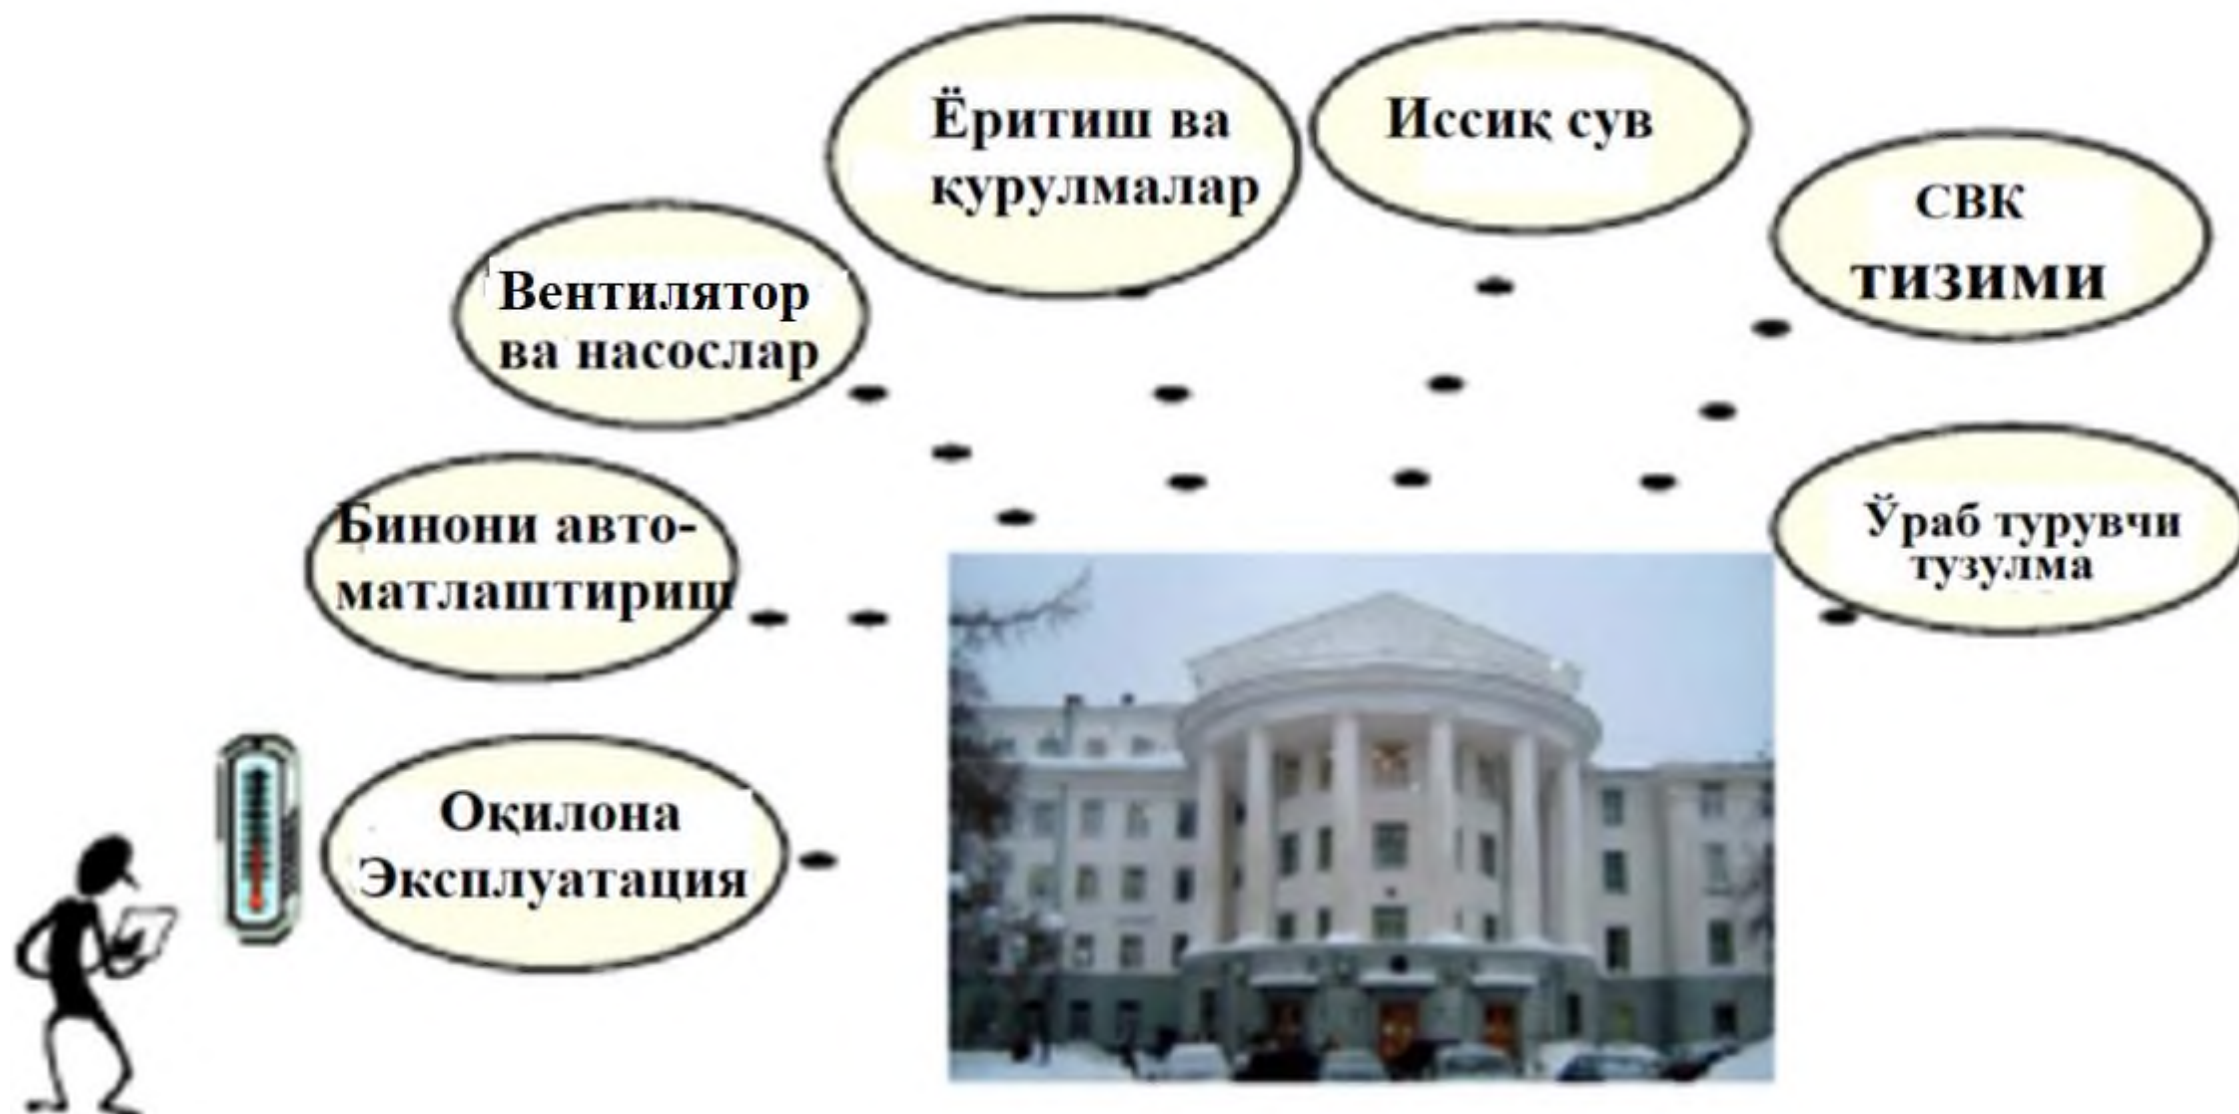 Ёритиш ва
қурулмалар
Иссиқ сув
СВК
тизими
Вентилятор
ва насослар
Бинони авто-
матлаштириш
Ўраб турувчи
тузулма
Оқилона
Эксплуатация